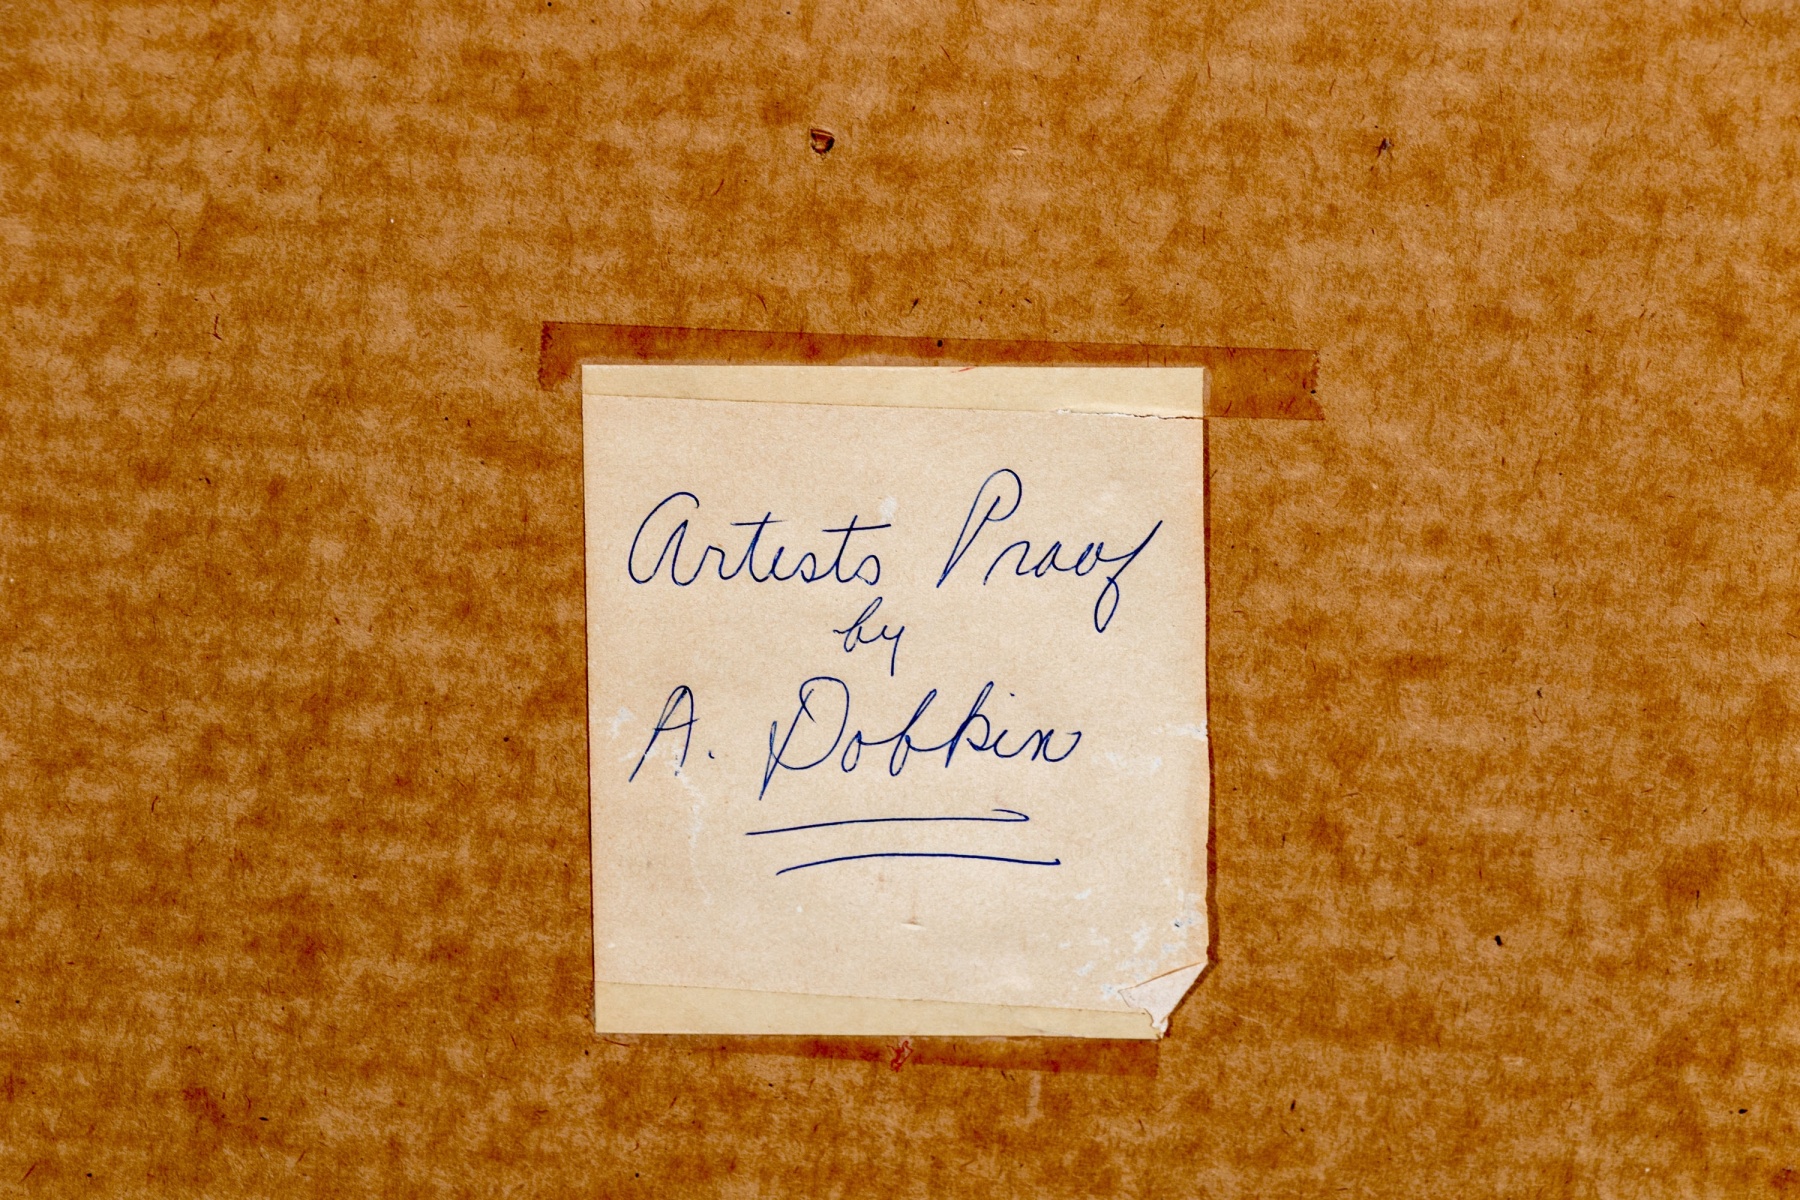 Artists Proof
by
A. Dobkin